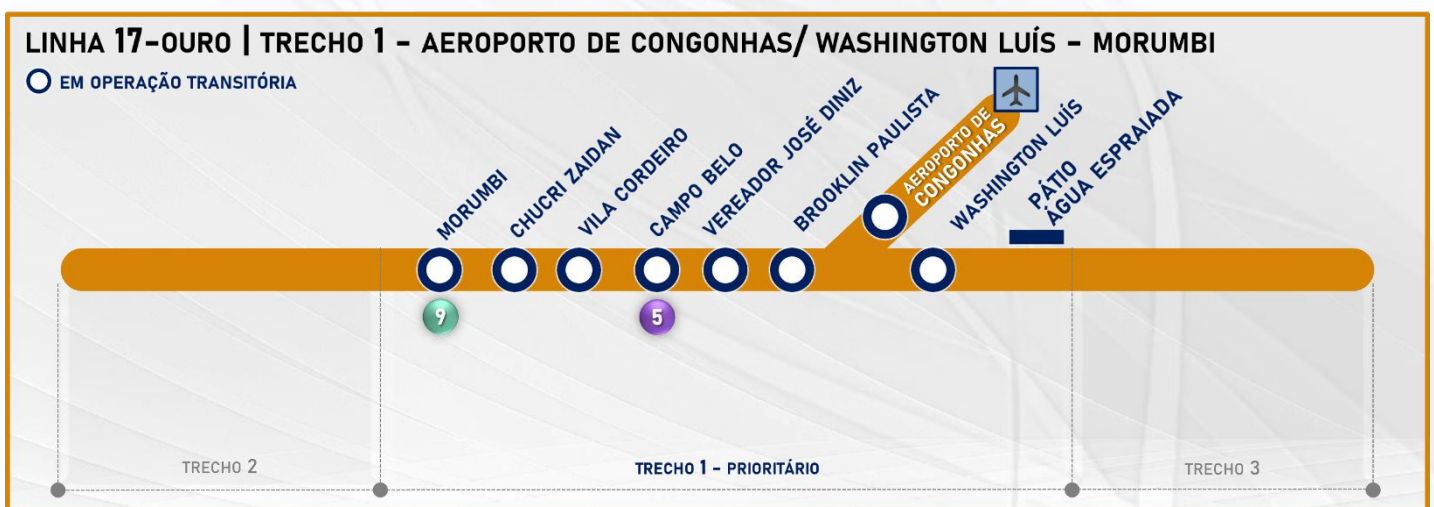 LINHA 17-OURO | TRECHO 1 - AEROPORTO DE CONGONHAS/ WASHINGTON LUÍS - MORUMBI
EM OPERAÇÃO TRANSITÓRIA
MORUMBI
CHUCRI ZAIDAN
VILA CORDEIRO
CAMPO BELO
VEREADOR JOSÉ DINIZ
BROOKLIN PAULISTA
AEROPORTO DE
CONGONHAS
WASHINGTON LUÍS
PÁTIO
ÁGUA ESPRAIADA
9
5
TRECHO 2
TRECHO 1 - PRIORITÁRIO
TRECHO 3